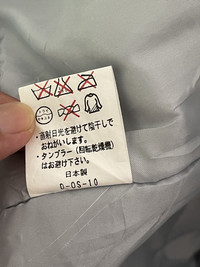 ・直射日光を避けて陰干しで
おねがいします。
・タンブラー（回転乾燥機）
はお避け下さい。
日本製
D-OS-10